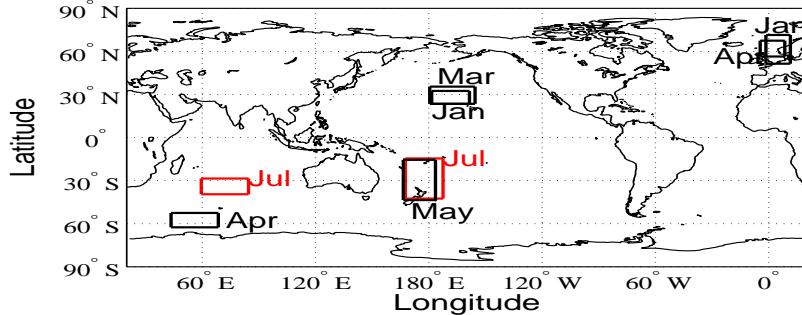 90° N
60° N
30° N
0°
30° S
60° S
90° S
Latitude
Jan
Apr
Mar
Jan
Jul
Jul
May
Apr
60° E
120° E
180° E
120° W
60° W
0°
Longitude